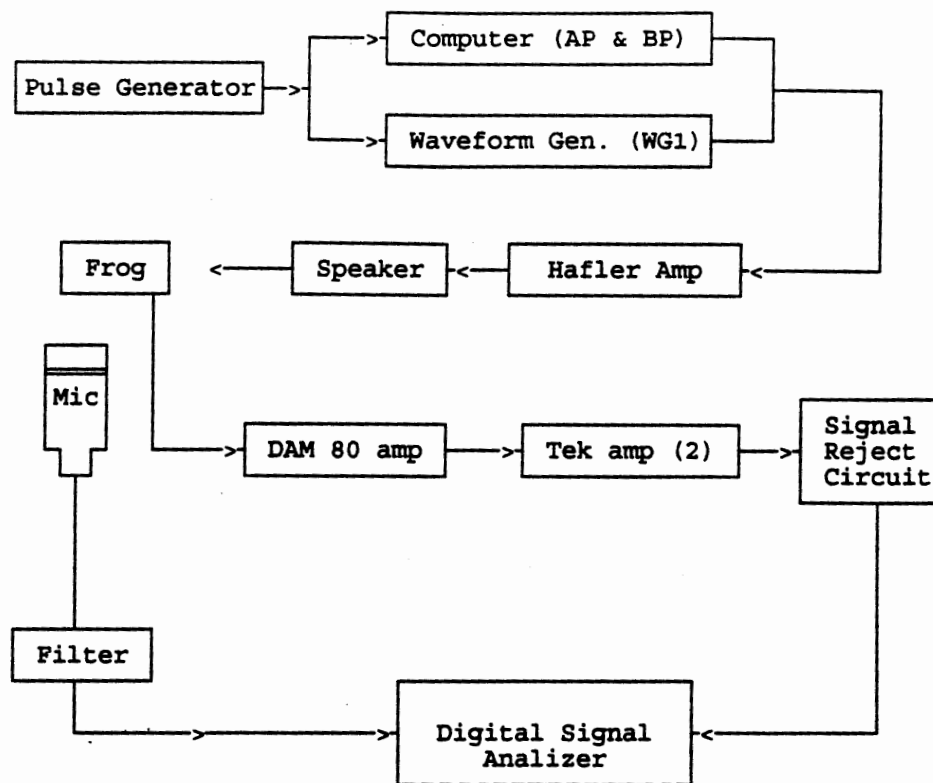 Computer (AP & BP)
Pulse Generator
Waveform Gen. (WG1)
Frog
Speaker
Hafler Amp
Mic
DAM 80 amp
Tek amp (2)
Signal
Reject
Circuit
Filter
Digital Signal
Analizer